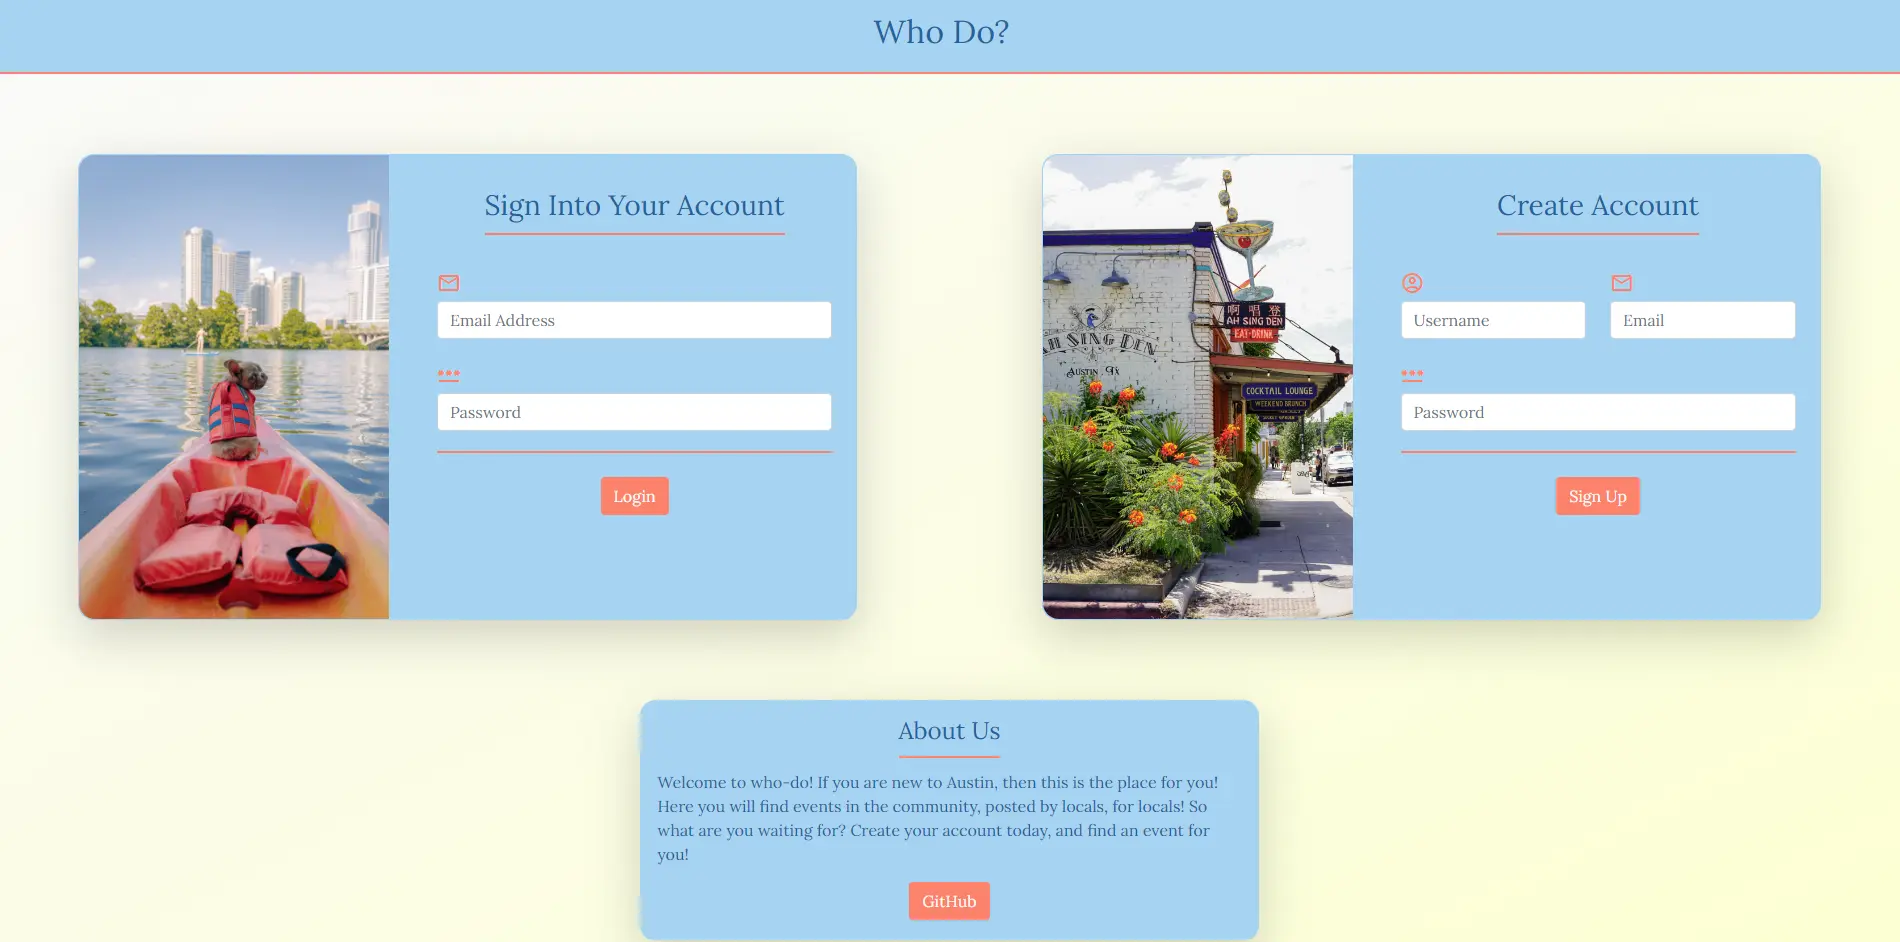 Who Do?
Sign Into Your Account
Email Address
***
Password
Login
啊 唱 登
AH SING DEN
EAT-DRINK
AH SING DEN
AUSTIN TX
COCKTAIL LOUNGE
WEEKEND BRUNCH
Create Account
Username
Email
***
Password
Sign Up
About Us
Welcome to who-do! If you are new to Austin, then this is the place for you!
Here you will find events in the community, posted by locals, for locals! So
what are you waiting for? Create your account today, and find an event for
you!
GitHub